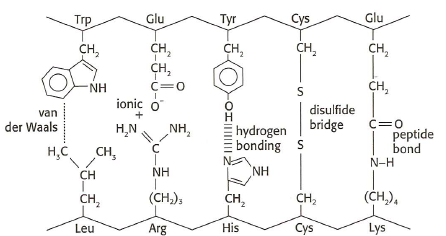 Trp Glu Tyr Cys Glu
CH₂ CH₂ CH₂ CH₂ CH₂
CH₂ CH₂
NH C=O S
ionic O⁻ O disulfide
van + H bridge C=O
der Waals H₂N NH₂ hydrogen peptide
H₃C CH₃ C bonding S bond
N NH N–H
CH NH
CH₂ (CH₂)₃ CH₂ CH₂ (CH₂)₄
Leu Arg His Cys Lys